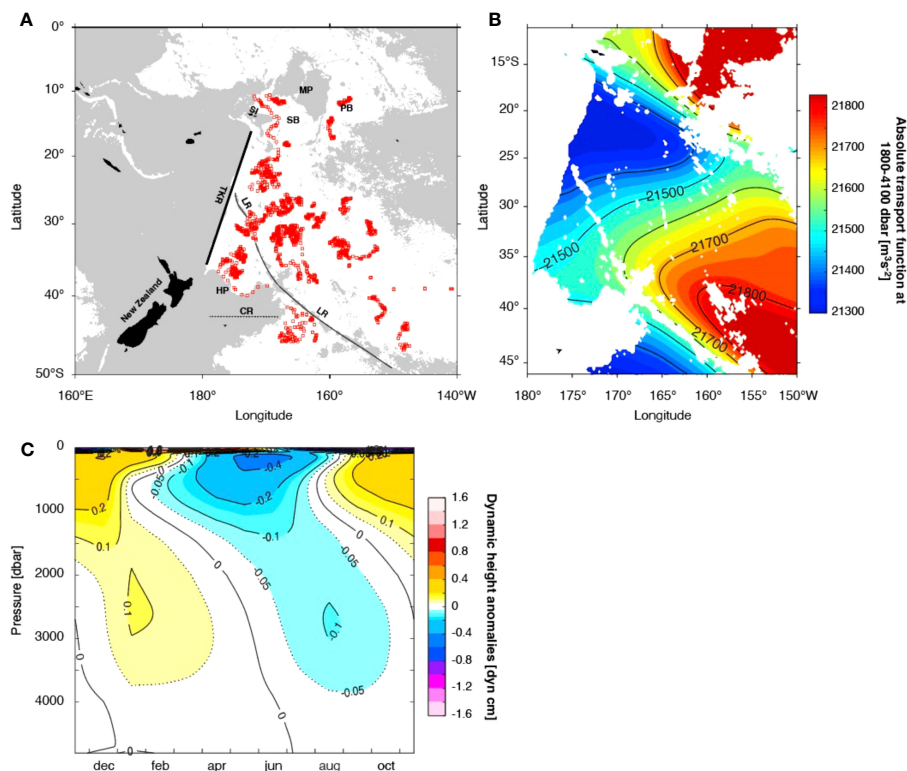 A
0°
10°
20°
30°
40°
50°S
Latitude
160°E
180°
160°
140°W
Longitude
MP
PB
SI
SB
TKR
LR
HP
New Zealand
CR
LR
B
15°S
20°
25°
30°
35°
40°
45°
Latitude
180°
175°
170°
165°
160°
155°
150°W
Longitude
21500
21500
21700
21800
21700
21800
21700
21600
21500
21400
21300
Absolute transport function at
1800-4100 dbar [m³s⁻²]
C
0
1000
2000
3000
4000
Pressure [dbar]
dec
feb
apr
jun
aug
oct
0.2
0.1
0.1
0
0
-0.05
-0.1
-0.2
-0.4
-0.2
-0.1
0
-0.05
-0.05
0
-0.1
-0.05
0
0
0.1
1.6
1.2
0.8
0.4
0
-0.4
-0.8
-1.2
-1.6
Dynamic height anomalies [dyn cm]